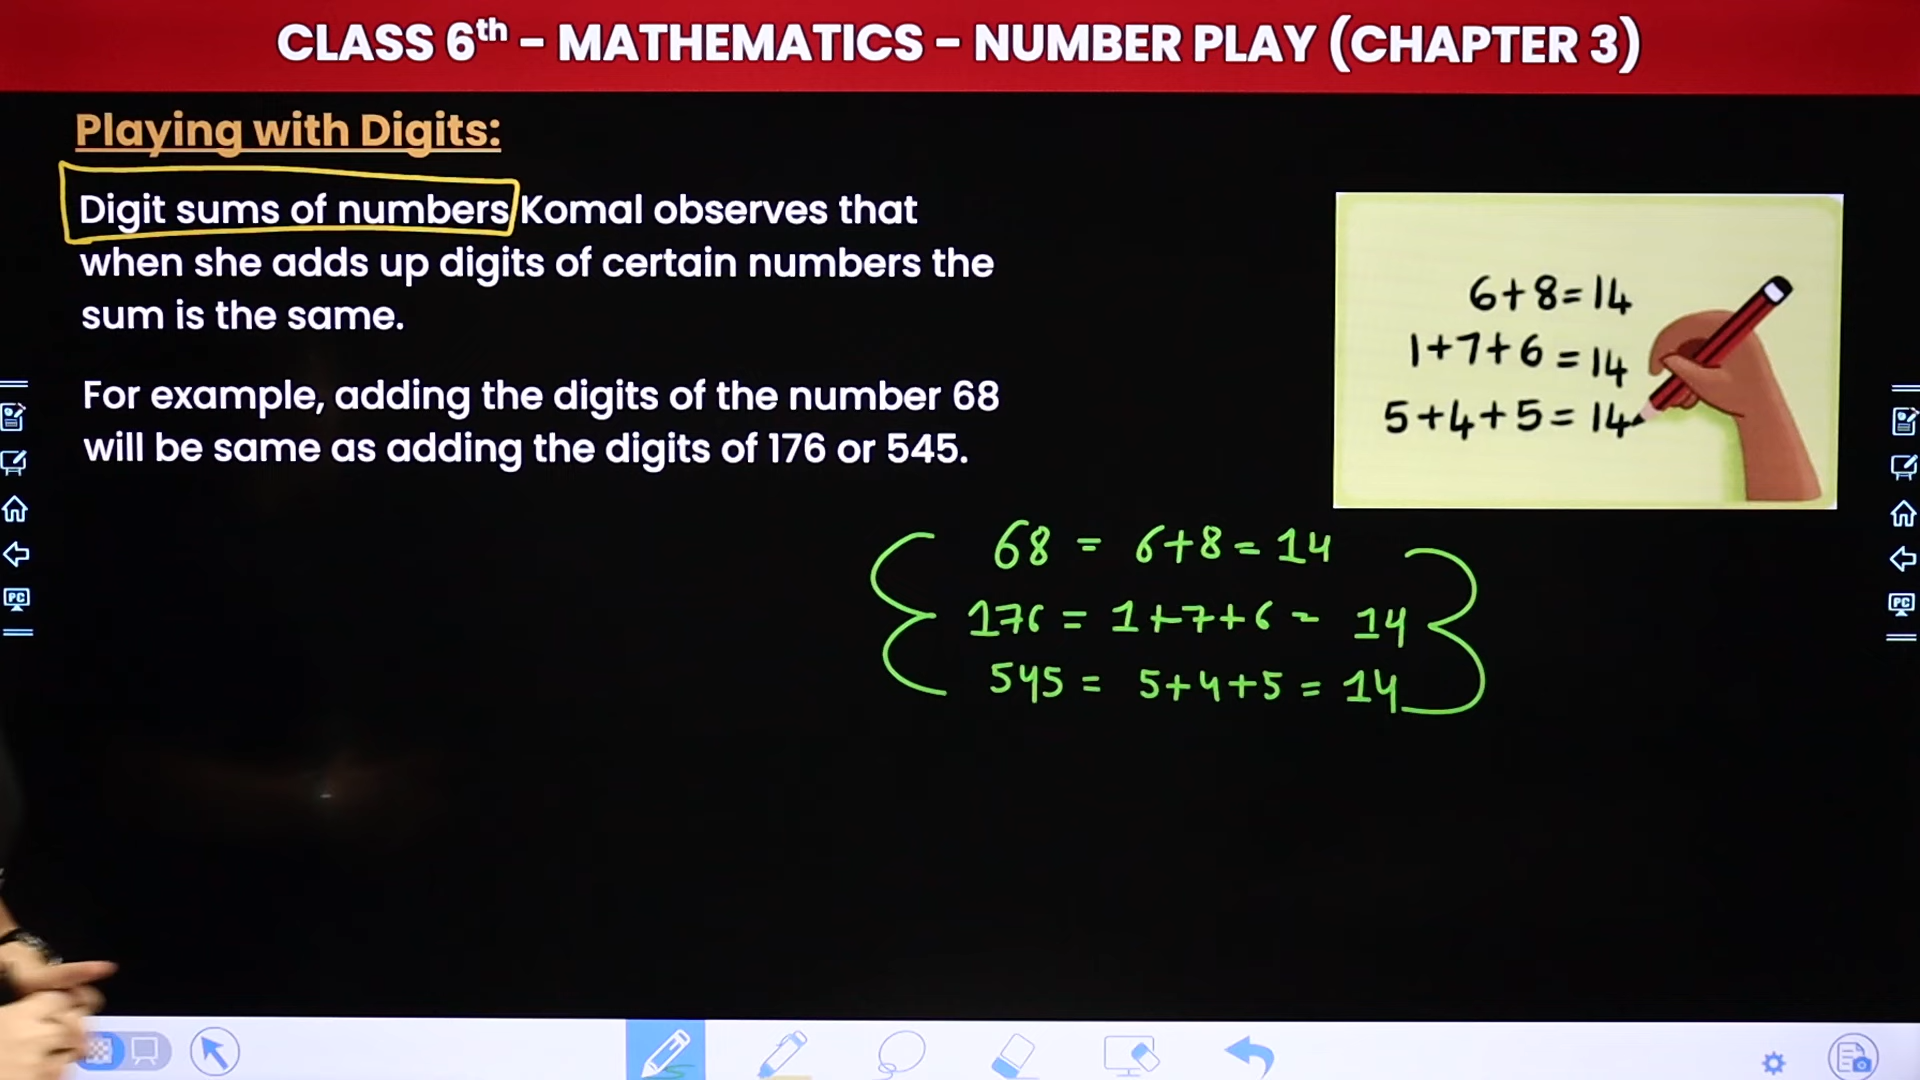 CLASS 6th - MATHEMATICS - NUMBER PLAY (CHAPTER 3)
Playing with Digits:
Digit sums of numbers Komal observes that
when she adds up digits of certain numbers the
sum is the same.
For example, adding the digits of the number 68
will be same as adding the digits of 176 or 545.
6+8=14
1+7+6=14
5+4+5=14
68 = 6+8=14
176 = 1+7+6 = 14
545 = 5+4+5 = 14
PC
PC